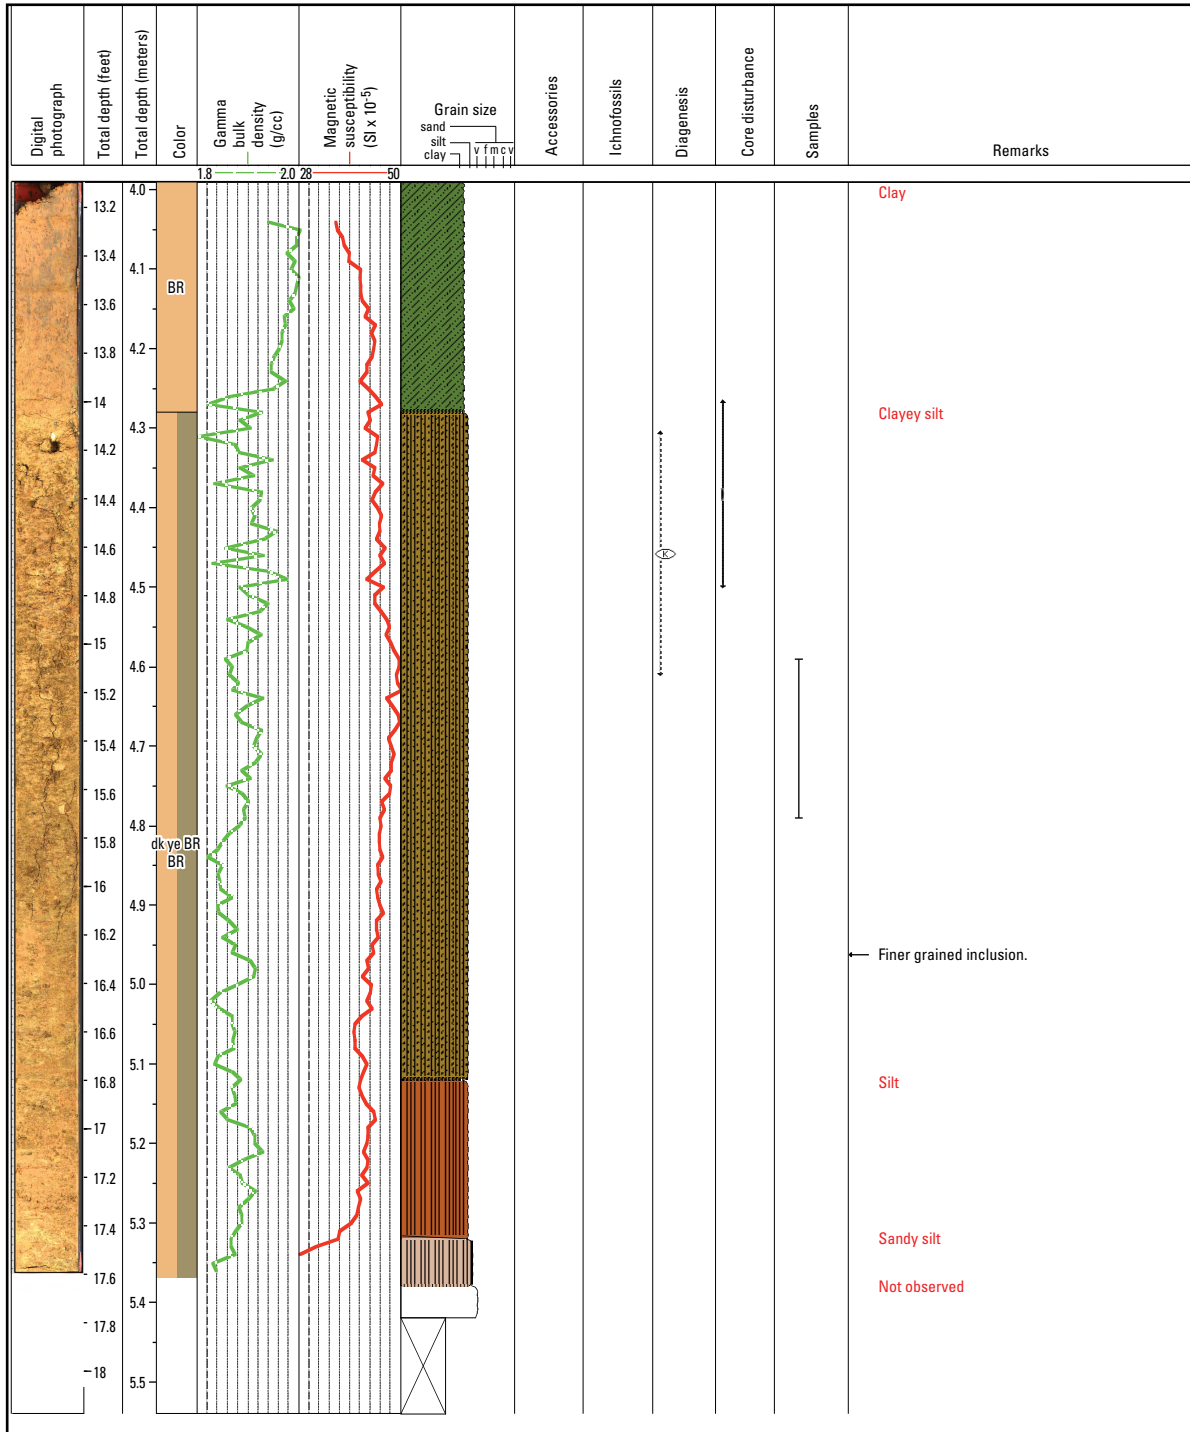 Digital photograph
Total depth (feet)
Total depth (meters)
Color
Gamma bulk density (g/cc)
Magnetic susceptibility (SI x 10-5)
Grain size
sand
silt
clay
v f m c v
Accessories
Ichnofossils
Diagenesis
Core disturbance
Samples
Remarks
1.8
2.0
28
50
4.0
Clay
13.2
13.4
4.1
BR
13.6
4.2
13.8
14
Clayey silt
4.3
14.2
4.4
14.4
14.6
K
4.5
14.8
15
4.6
15.2
15.4
4.7
15.6
4.8
15.8
dk ye BR
BR
16
4.9
16.2
Finer grained inclusion.
5.0
16.4
16.6
5.1
16.8
Silt
17
5.2
17.2
5.3
17.4
Sandy silt
17.6
Not observed
5.4
17.8
18
5.5